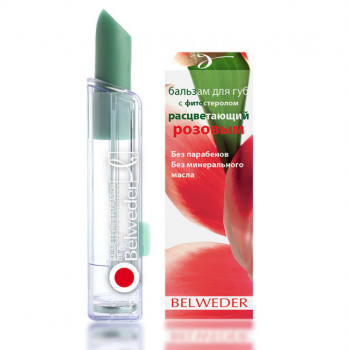 бальзам для губ
с фитостеролом
расцветающий
розовым
Без парабенов
Без минерального
масла
BELWEDER
Belweder